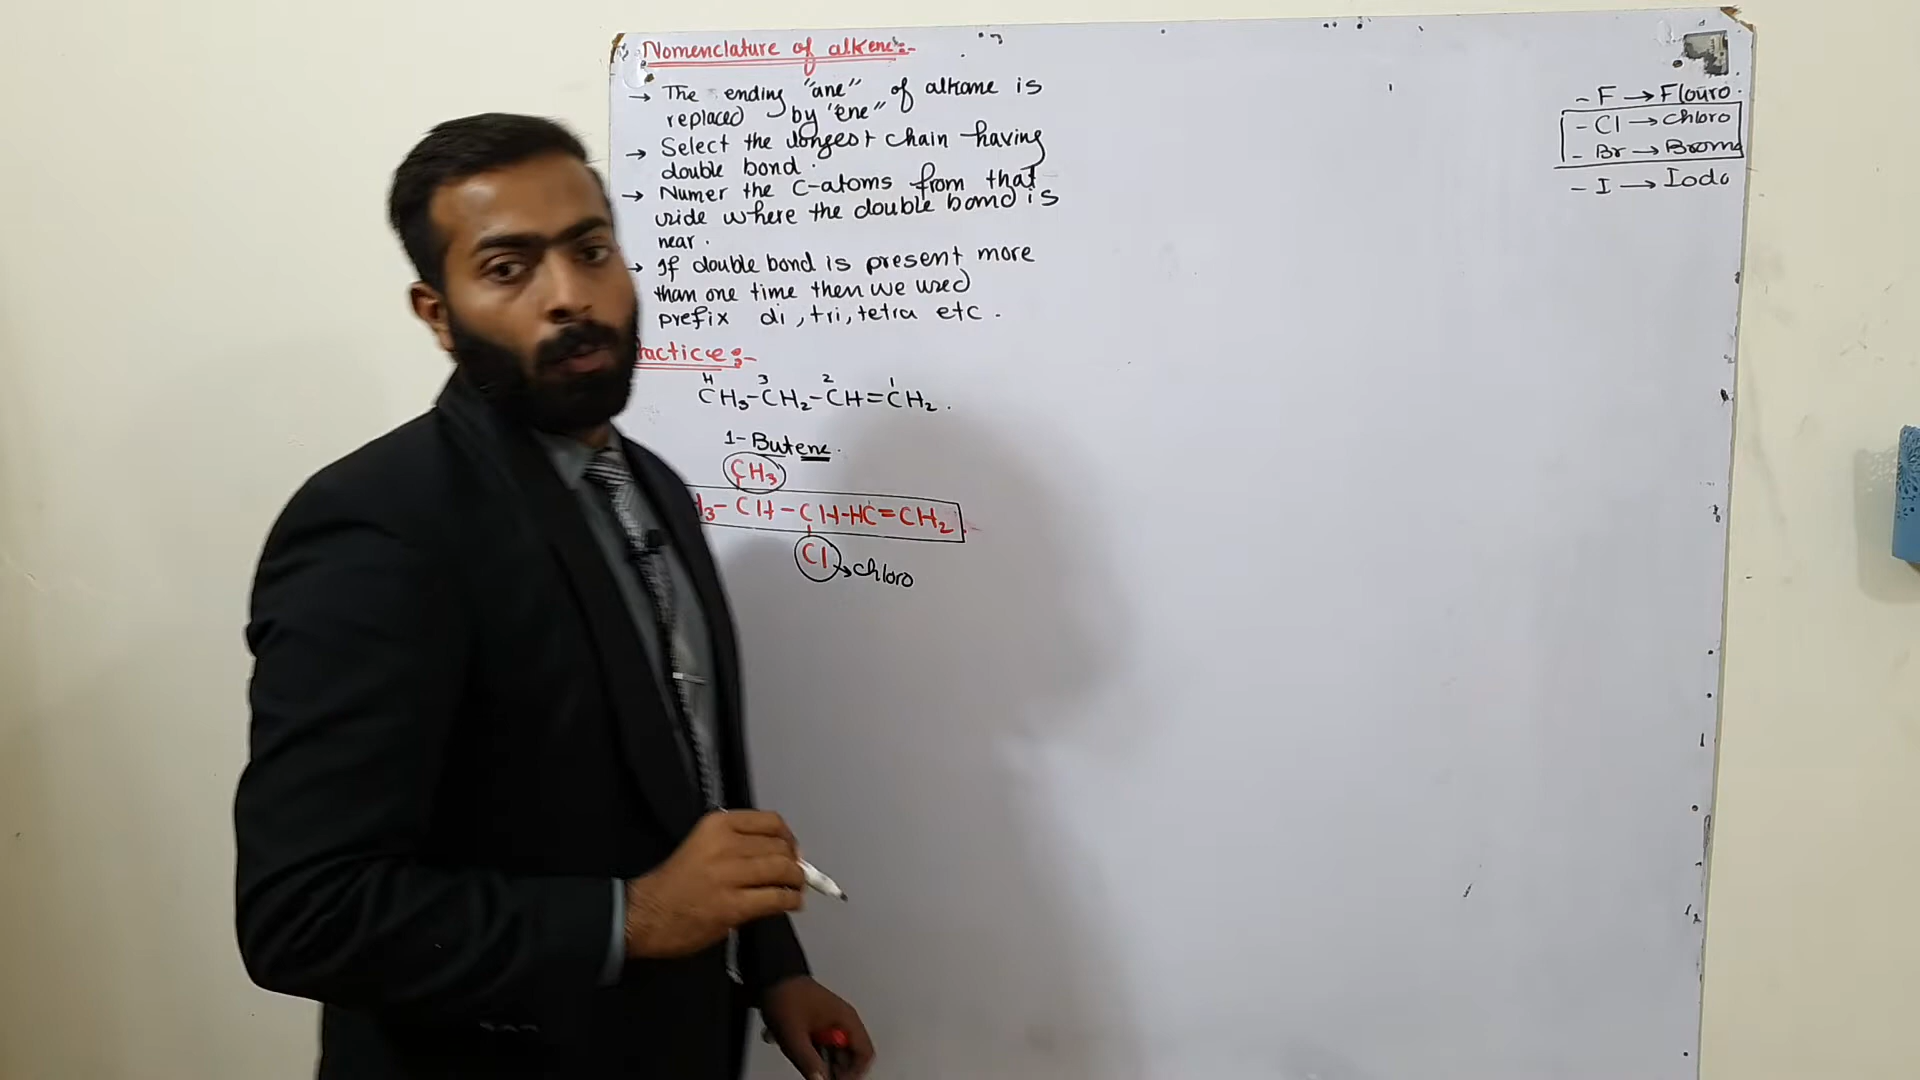 Nomenclature of alkene:-
→ The ending "ane" of alkane is
replaced by "ene"
→ Select the longest chain having
double bond.
→ Numer the C-atoms from that
side where the double bond is
near.
→ If double bond is present more
than one time then we used
prefix di, tri, tetra etc.
actice:-
4 3 2 1
CH3-CH2-CH=CH2.
1-Butene.
CH3
H3-CH-CH-HC=CH2
Cl→chloro
- F → Flouro.
- Cl → chloro
- Br → Bromo
- I → Iodo